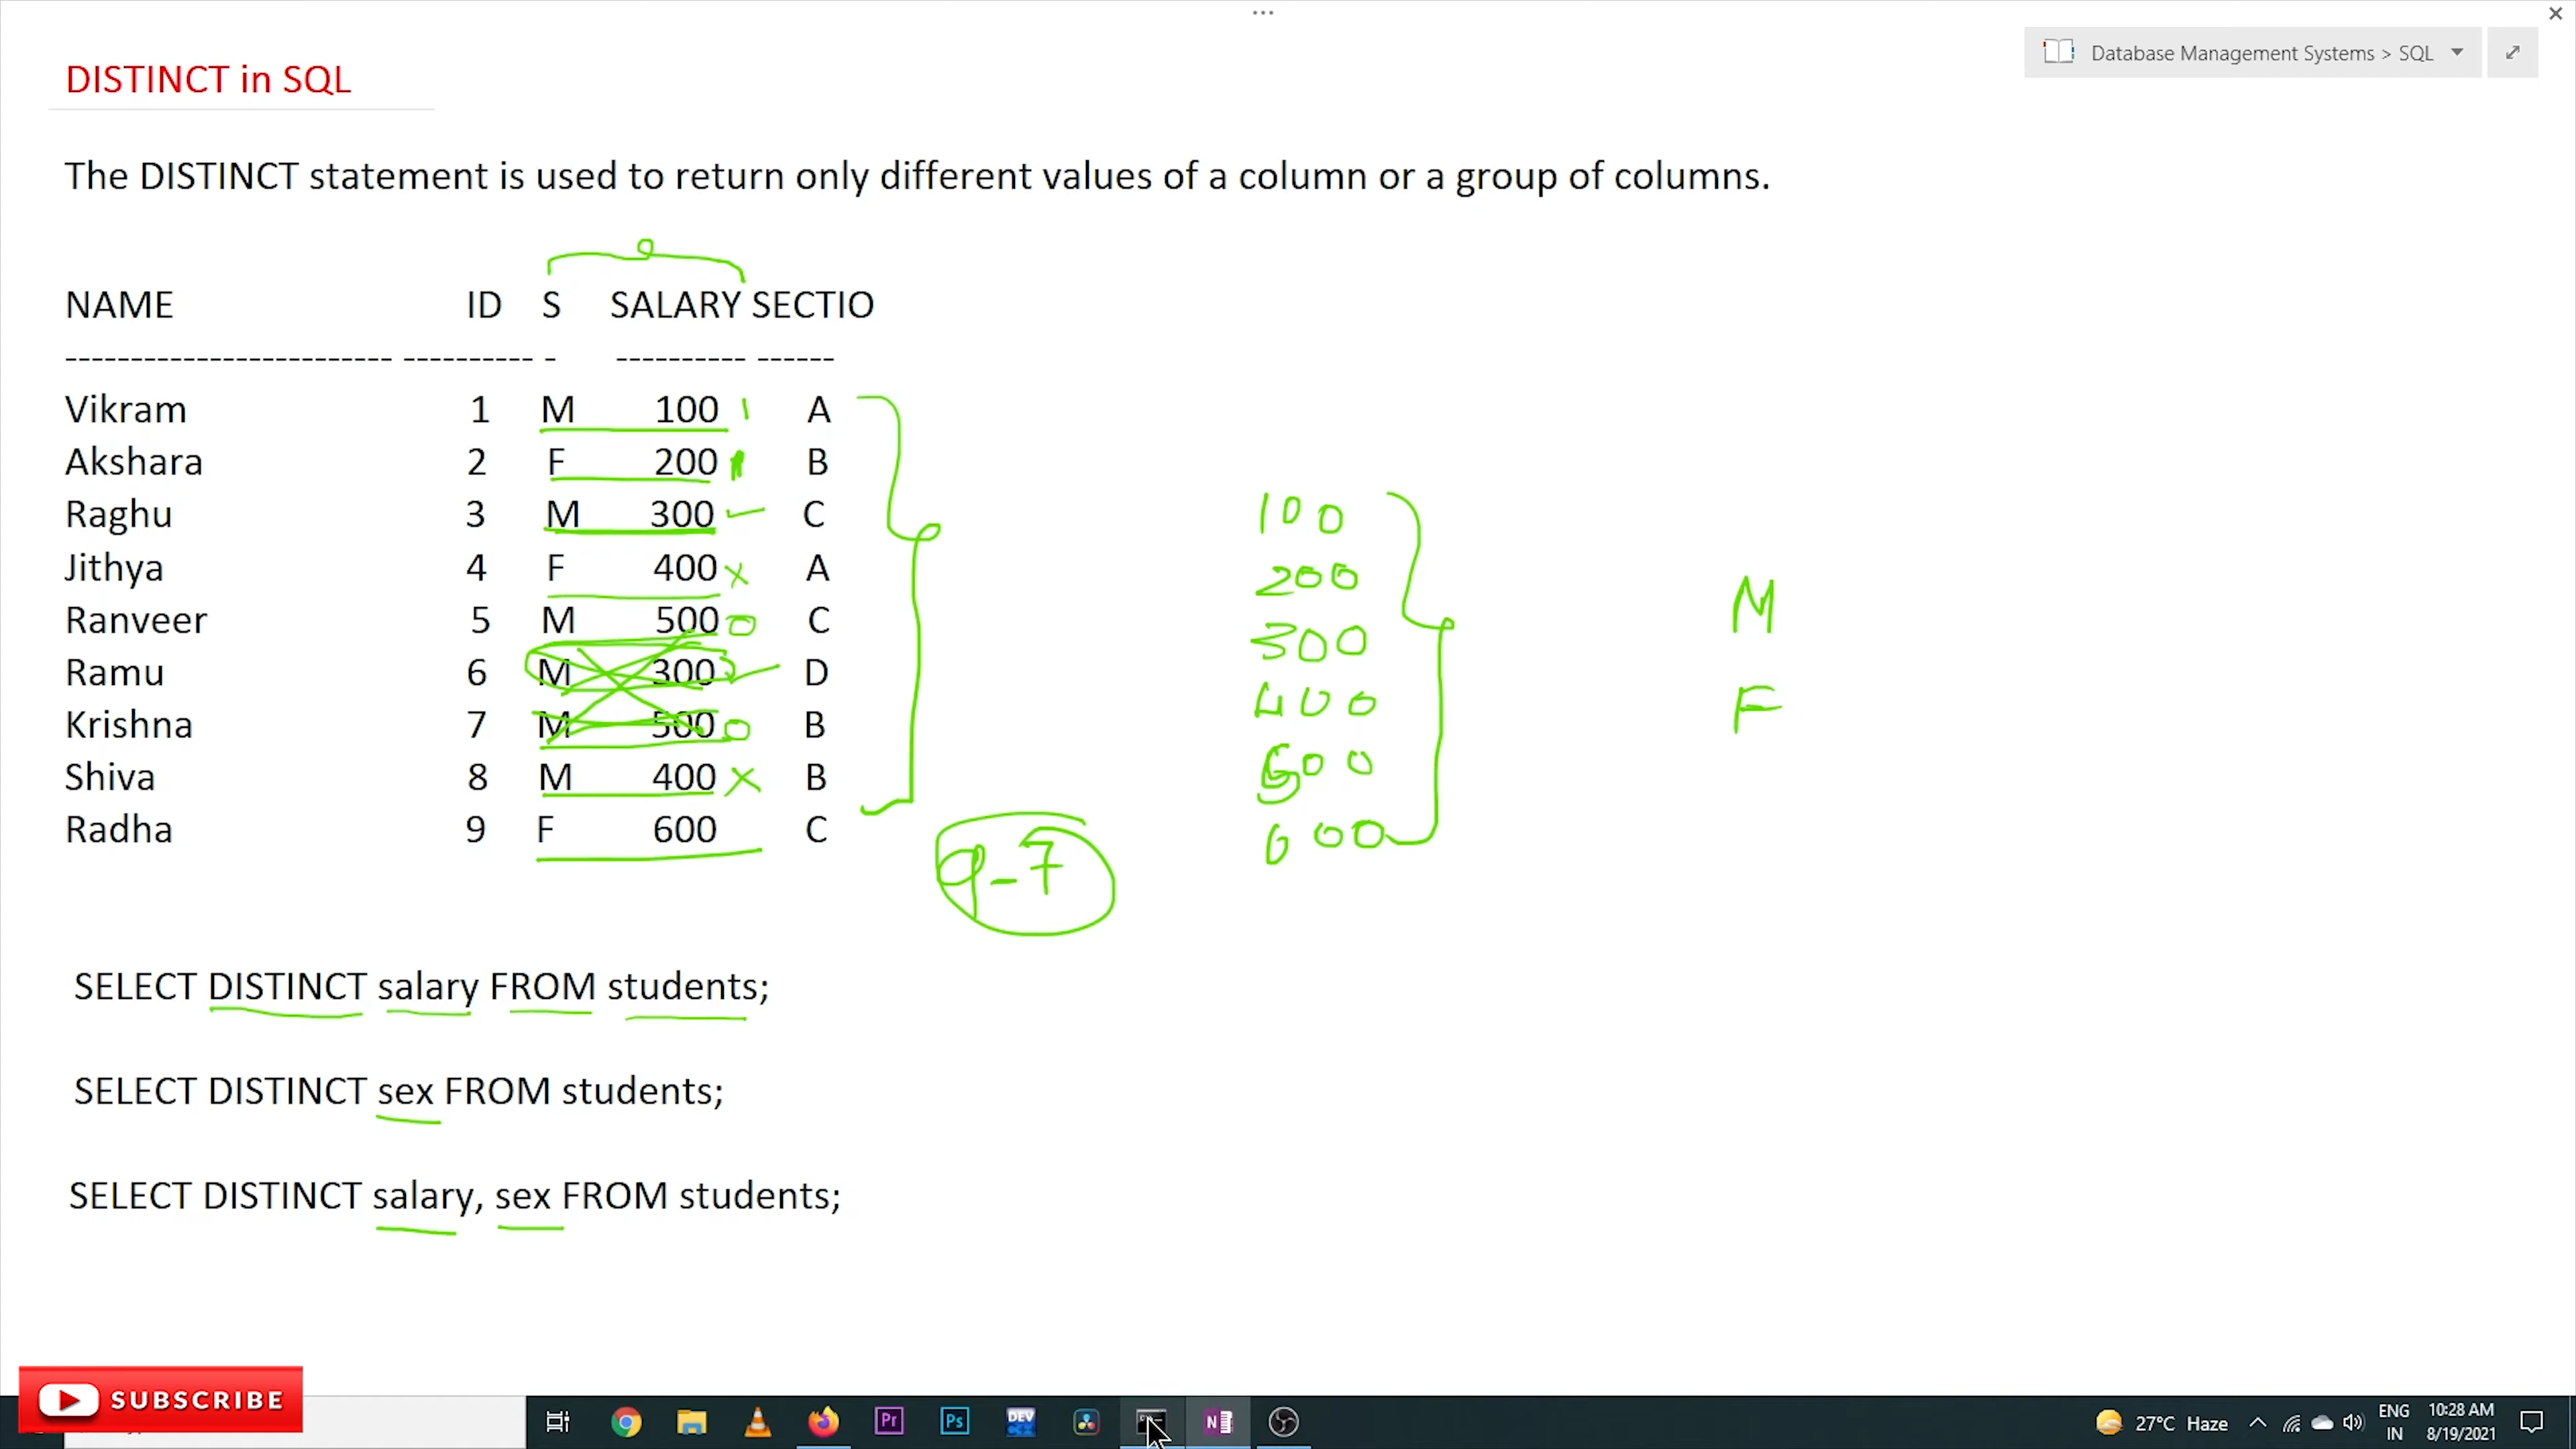 DISTINCT in SQL
Database Management Systems > SQL
The DISTINCT statement is used to return only different values of a column or a group of columns.
NAME ID S SALARY SECTIO
------------------------- ---------- - ---------- ------
Vikram 1 M 100 A
Akshara 2 F 200 B
Raghu 3 M 300 C
Jithya 4 F 400 A
Ranveer 5 M 500 C
Ramu 6 M 300 D
Krishna 7 M 500 B
Shiva 8 M 400 B
Radha 9 F 600 C
9-7
100
200
300
400
500
600
M
F
SELECT DISTINCT salary FROM students;
SELECT DISTINCT sex FROM students;
SELECT DISTINCT salary, sex FROM students;
SUBSCRIBE
Pr
Ps
DEV
N
27°C Haze
ENG
IN
10:28 AM
8/19/2021